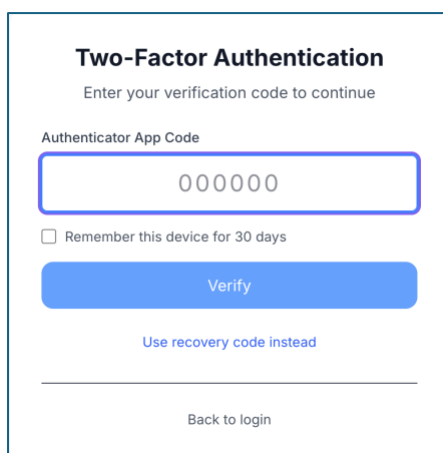 Two-Factor Authentication
Enter your verification code to continue
Authenticator App Code
000000
Remember this device for 30 days
Verify
Use recovery code instead
Back to login